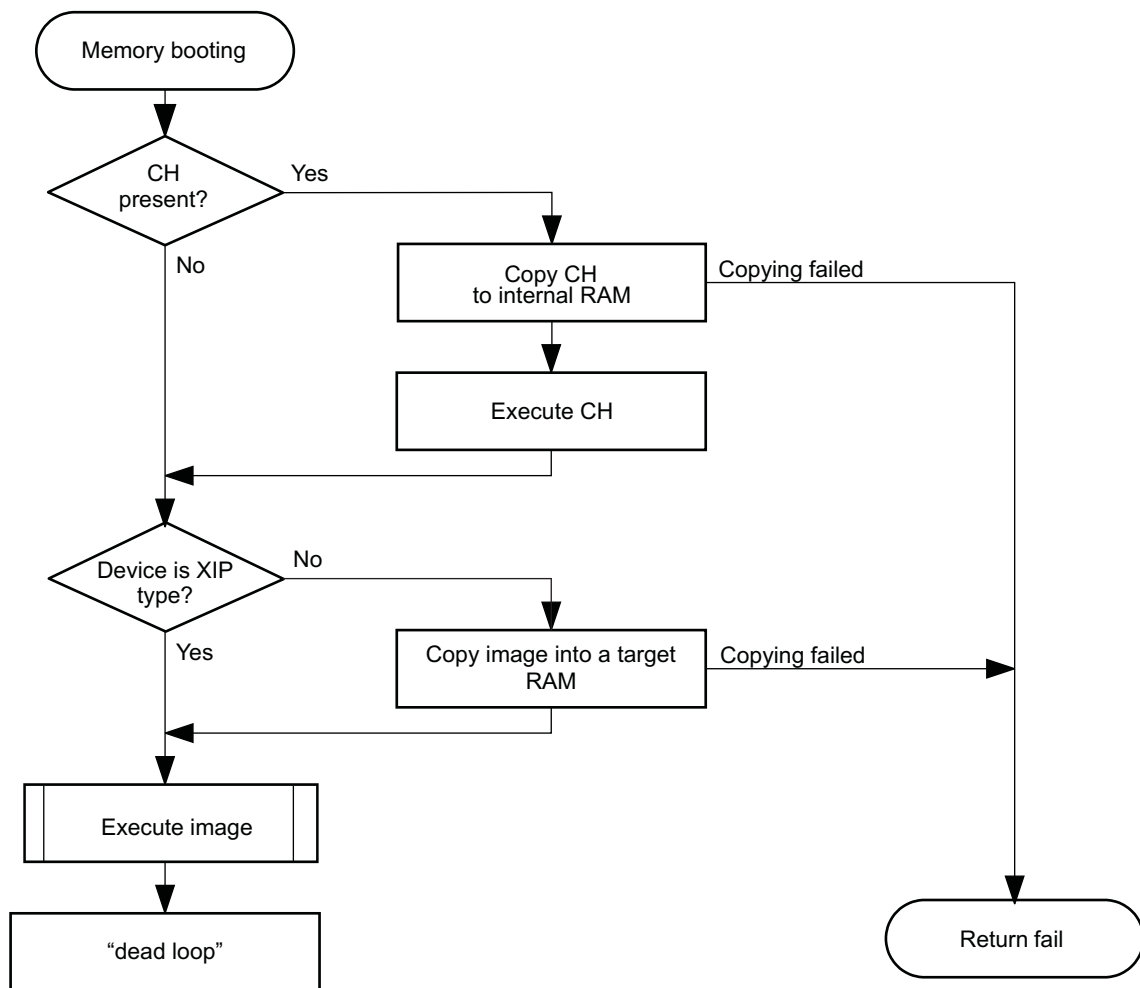 Memory booting
CH
present?
Yes
No
Copy CH
to internal RAM
Copying failed
Execute CH
Device is XIP
type?
No
Yes
Copy image into a target
RAM
Copying failed
Execute image
“dead loop”
Return fail